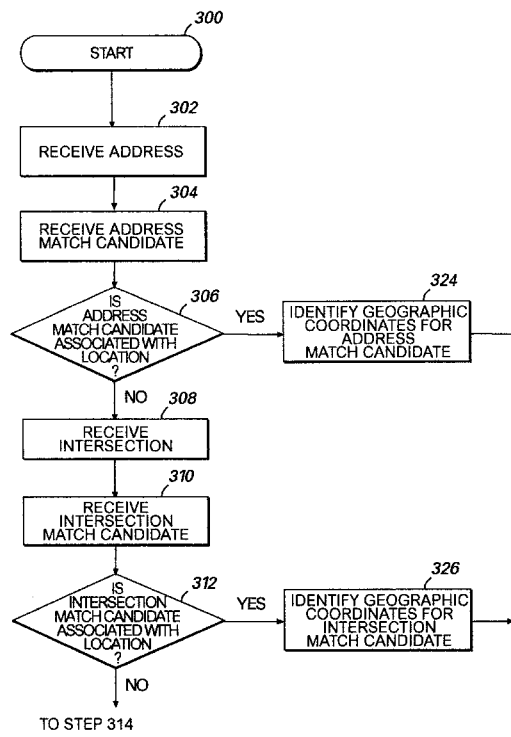 300
START
302
RECEIVE ADDRESS
304
RECEIVE ADDRESS
MATCH CANDIDATE
306
IS
ADDRESS
MATCH CANDIDATE
ASSOCIATED WITH
LOCATION
?
YES
324
IDENTIFY GEOGRAPHIC
COORDINATES FOR
ADDRESS
MATCH CANDIDATE
NO
308
RECEIVE
INTERSECTION
310
RECEIVE
INTERSECTION
MATCH CANDIDATE
312
IS
INTERSECTION
MATCH CANDIDATE
ASSOCIATED WITH
LOCATION
?
YES
326
IDENTIFY GEOGRAPHIC
COORDINATES FOR
INTERSECTION
MATCH CANDIDATE
NO
TO STEP 314